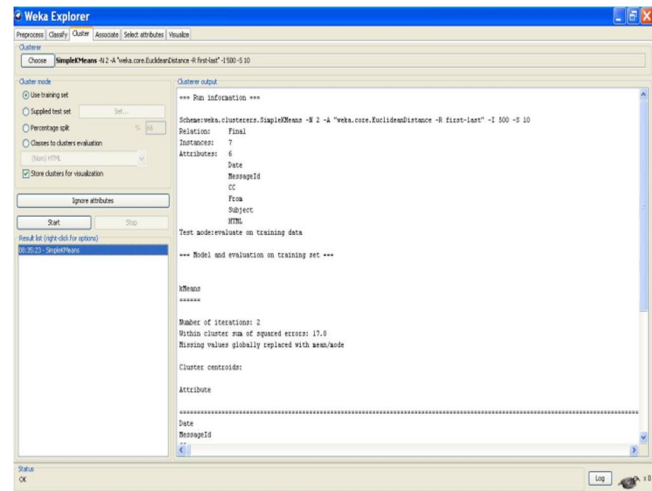 Weka Explorer
Preprocess Classify Cluster Associate Select attributes Visualize
Clusterer
Choose SimpleKMeans -N 2 -A "weka.core.EuclideanDistance -R first-last" -I 500 -S 10
Cluster mode
Use training set
Supplied test set Set...
Percentage split % 66
Classes to clusters evaluation
(Nom) HTML
Store clusters for visualization
Ignore attributes
Start Stop
Result list (right-click for options)
08:35:23 - SimpleKMeans
Clusterer output
=== Run information ===
Scheme:weka.clusterers.SimpleKMeans -N 2 -A "weka.core.EuclideanDistance -R first-last" -I 500 -S 10
Relation: Final
Instances: 7
Attributes: 6
Date
MessageId
CC
From
Subject
HTML
Test mode:evaluate on training data
=== Model and evaluation on training set ===
kMeans
======
Number of iterations: 2
Within cluster sum of squared errors: 17.0
Missing values globally replaced with mean/mode
Cluster centroids:
Attribute
Date
MessageId
Status
OK
Log x 0